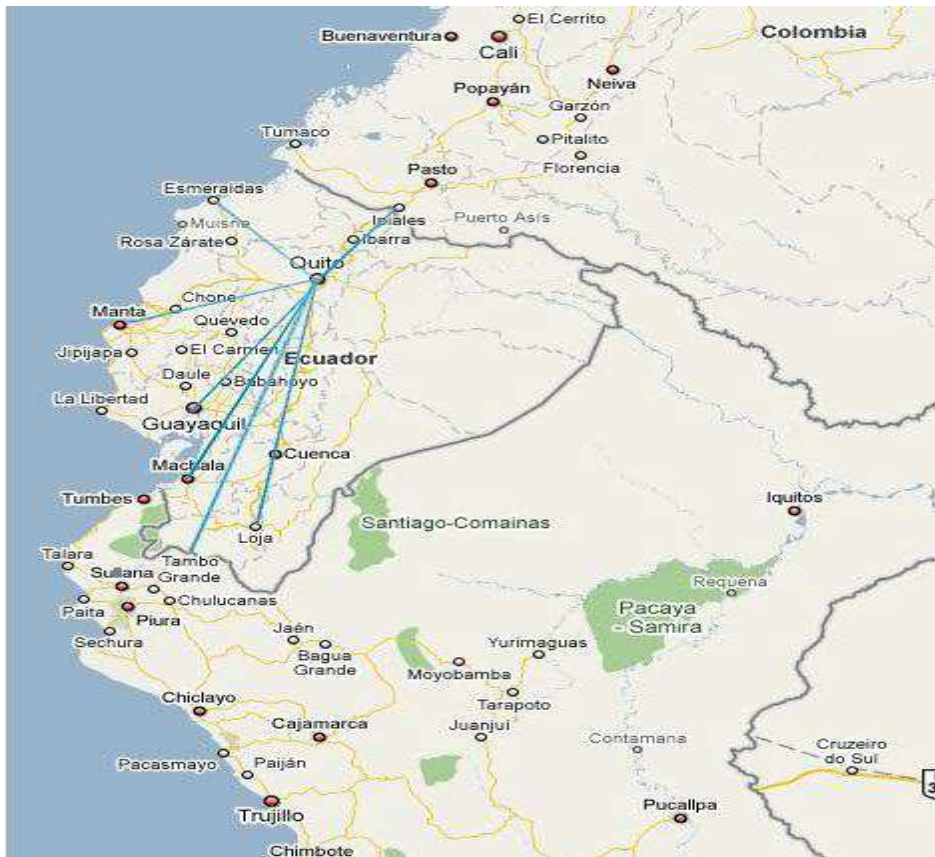 El Cerrito
Buenaventura
Cali
Colombia
Neiva
Popayán
Garzón
Tumaco
Pitalito
Florencia
Pasto
Esmeraldas
Ipiales
Puerto Asís
Muisne
Rosa Zárate
Ibarra
Quito
Chone
Manta
Quevedo
Jipijapa
El Carmen
Ecuador
Daule
Babahoyo
La Libertad
Guayaquil
Cuenca
Machala
Tumbes
Iquitos
Santiago-Comainas
Loja
Talara
Tambo
Grande
Sullana
Requena
Paita
Chulucanas
Piura
Pacaya
- Samiria
Sechura
Jaén
Yurimaguas
Bagua
Grande
Moyobamba
Tarapoto
Chiclayo
Cajamarca
Juanjuí
Contamana
Cruzeiro
do Sul
Pacasmayo
Paiján
3
Trujillo
Pucallpa
Chimbote